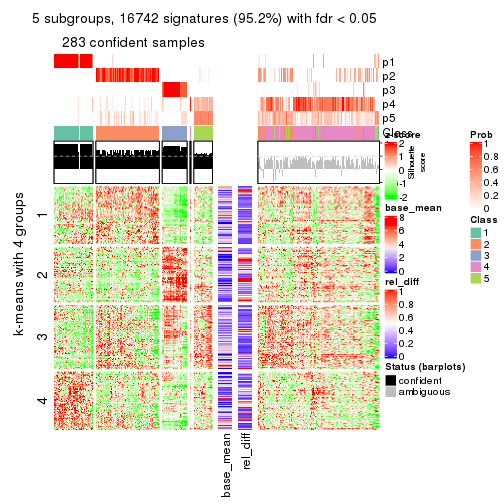 5 subgroups, 16742 signatures (95.2%) with fdr < 0.05
283 confident samples
p1
p2
p3
p4
p5
Class
z-score
2
1
0
-1
-2
Silhouette
score
Prob
1
0.8
0.6
0.4
0.2
0
base_mean
8
6
4
2
0
Class
1
2
3
4
5
rel_diff
1
0.8
0.6
0.4
0.2
0
Status (barplots)
confident
ambiguous
k-means with 4 groups
1
2
3
4
base_mean
rel_diff